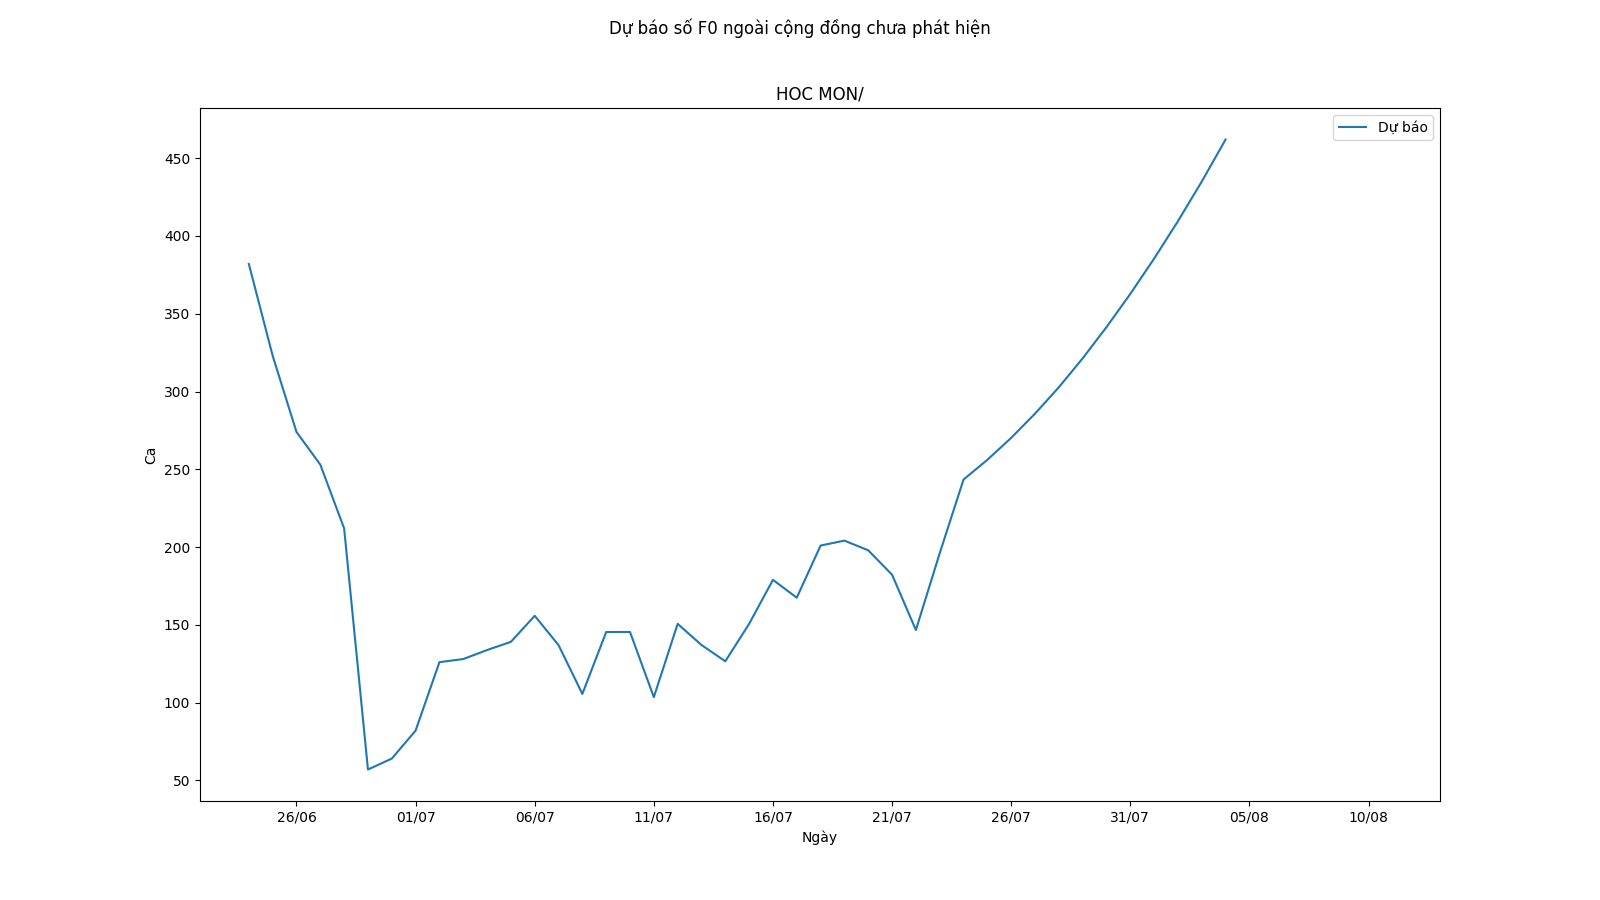 Dự báo số F0 ngoài cộng đồng chưa phát hiện
HOC MON/
Dự báo
450
400
350
300
250
200
150
100
50
Ca
26/06 01/07 06/07 11/07 16/07 21/07 26/07 31/07 05/08 10/08
Ngày